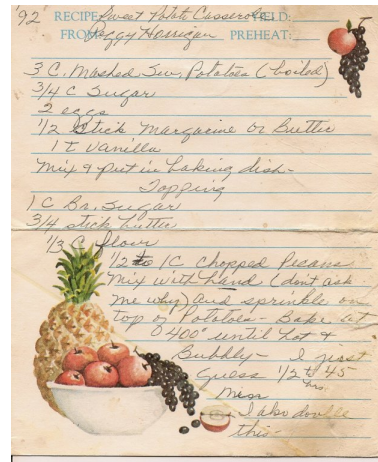 '92' RECIPE: Sweet Potato Casserole YIELD:
FROM: Peggy Harrigan PREHEAT:
3 C. Mashed Sw. Potatoes (boiled)
3/4 C Sugar
2 eggs
1/2 Stick Margarine or Butter
1 t Vanilla
Mix & put in baking dish-
Topping
1 C Br. Sugar
3/4 stick butter
1/3 C flour
1/2 to 1C chopped Pecans
Mix with hand (don't ask
me why) and sprinkle on
top of Potatoes - Bake at
400° until hot &
Bubbly - I just
guess 1/2 to 45
hrs.
Min
I also double
this-